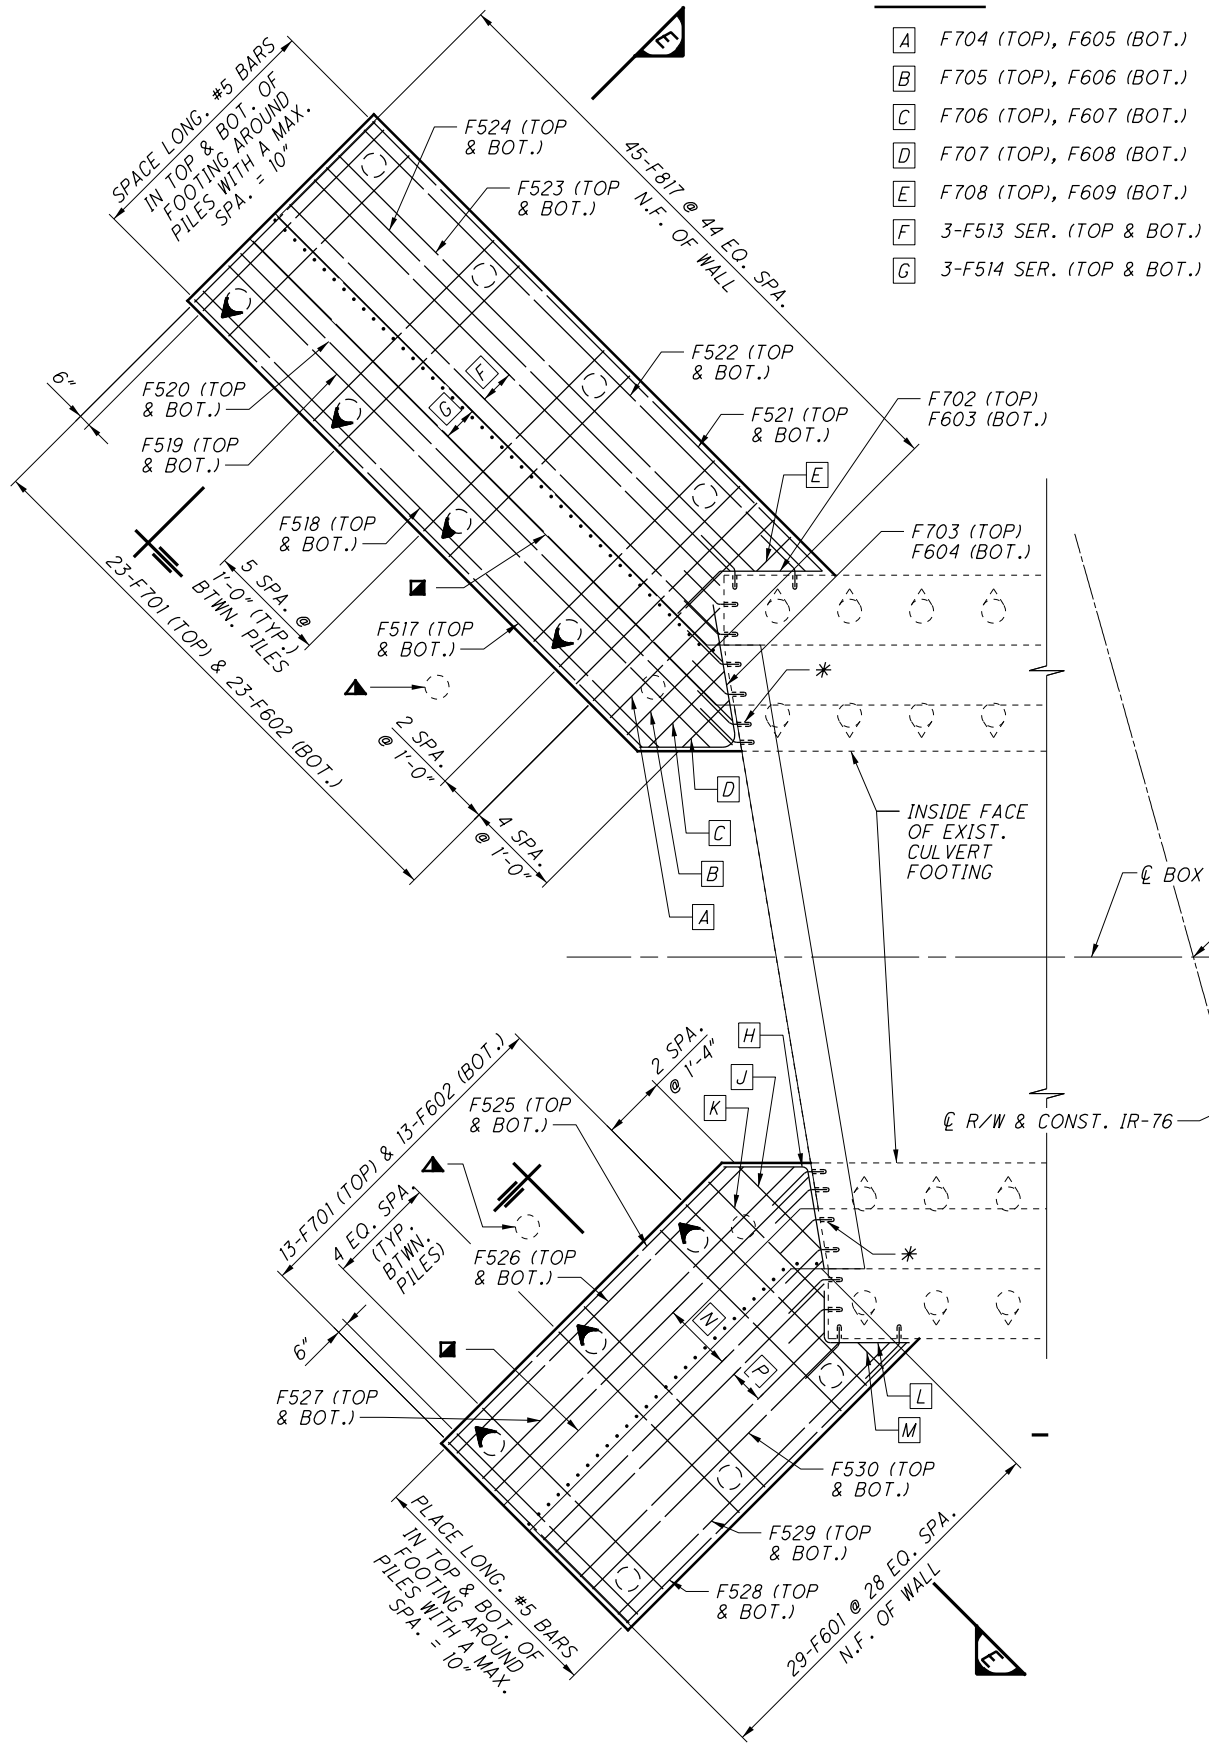 A F704 (TOP), F605 (BOT.)
B F705 (TOP), F606 (BOT.)
C F706 (TOP), F607 (BOT.)
D F707 (TOP), F608 (BOT.)
E F708 (TOP), F609 (BOT.)
F 3-F513 SER. (TOP & BOT.)
G 3-F514 SER. (TOP & BOT.)
E
SPACE LONG. #5 BARS
IN TOP & BOT. OF
FOOTING AROUND
PILES WITH A MAX.
SPA. = 10"
F524 (TOP
& BOT.)
F523 (TOP
& BOT.)
45-F817 @ 44 EQ. SPA.
N.F. OF WALL
F522 (TOP
& BOT.)
F521 (TOP
& BOT.)
F702 (TOP)
F603 (BOT.)
E
F703 (TOP)
F604 (BOT.)
F
G
6"
F520 (TOP
& BOT.)
F519 (TOP
& BOT.)
F518 (TOP
& BOT.)
F517 (TOP
& BOT.)
5 SPA. @
1'-0" (TYP.)
BTWN. PILES
23-F701 (TOP) & 23-F602 (BOT.)
2 SPA.
@ 1'-0"
4 SPA.
@ 1'-0"
*
D
C
B
A
INSIDE FACE
OF EXIST.
CULVERT
FOOTING
℄ BOX
℄ R/W & CONST. IR-76
13-F701 (TOP) & 13-F602 (BOT.)
2 SPA.
@ 1'-4"
H
J
K
F525 (TOP
& BOT.)
4 EQ. SPA.
(TYP.
BTWN.
PILES)
F526 (TOP
& BOT.)
*
N
P
6"
F527 (TOP
& BOT.)
L
M
PLACE LONG. #5 BARS
IN TOP & BOT. OF
FOOTING AROUND
PILES WITH A MAX.
SPA. = 10"
F530 (TOP
& BOT.)
F529 (TOP
& BOT.)
F528 (TOP
& BOT.)
29-F601 @ 28 EQ. SPA.
N.F. OF WALL
E